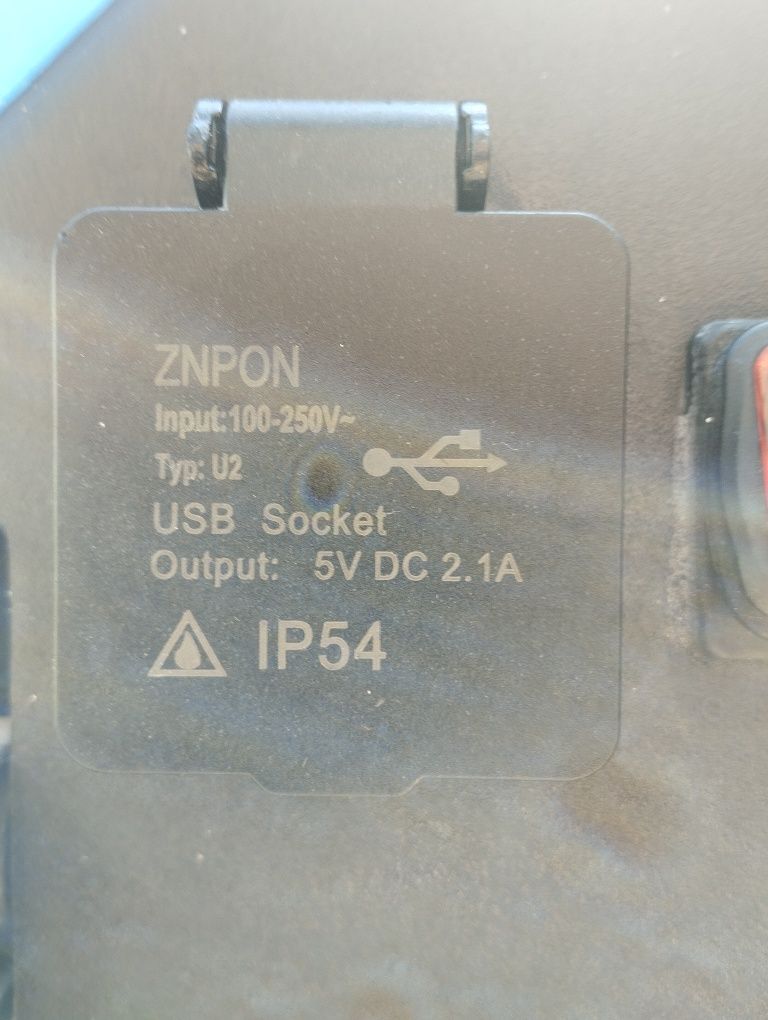 ZNPON
Input:100-250V~
Typ: U2
USB Socket
Output: 5V DC 2.1A
IP54